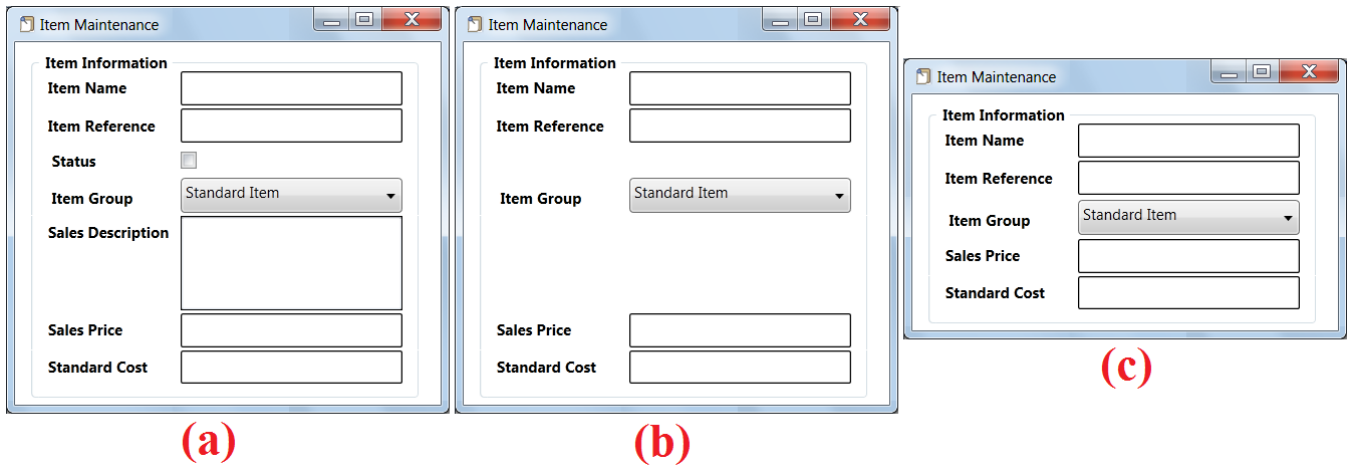 Item Maintenance
Item Information
Item Name
Item Reference
Status
Item Group Standard Item
Sales Description
Sales Price
Standard Cost
(a)
Item Maintenance
Item Information
Item Name
Item Reference
Item Group Standard Item
Sales Price
Standard Cost
(b)
Item Maintenance
Item Information
Item Name
Item Reference
Item Group Standard Item
Sales Price
Standard Cost
(c)